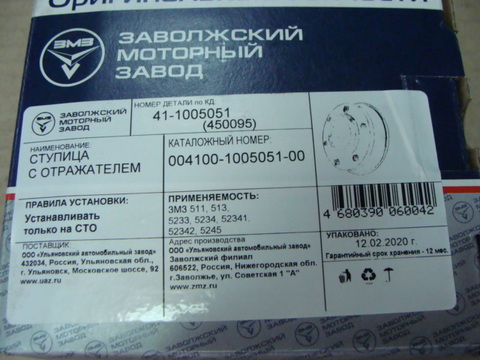 ЗМЗ
ЗАВОЛЖСКИЙ
МОТОРНЫЙ
ЗАВОД
ЗМЗ
ЗАВОЛЖСКИЙ
МОТОРНЫЙ
ЗАВОД
НОМЕР ДЕТАЛИ по КД:
41-1005051
(450095)
НАИМЕНОВАНИЕ:
СТУПИЦА
С ОТРАЖАТЕЛЕМ
КАТАЛОЖНЫЙ НОМЕР:
004100-1005051-00
ПРАВИЛА УСТАНОВКИ:
Устанавливать
только на СТО
ПРИМЕНЯЕМОСТЬ:
ЗМЗ 511, 513,
5233, 5234, 52341,
52342, 5245
4 680390 060042
ПОСТАВЩИК:
ООО «Ульяновский автомобильный завод»
432034, Россия, Ульяновская обл.,
г. Ульяновск, Московское шоссе, 92
www.uaz.ru
Адрес производства
ООО «Ульяновский автомобильный завод»
Заволжский филиал
606522, Россия, Нижегородская обл.
г.Заволжье, ул. Советская 1 "А"
www.zmz.ru
УПАКОВАНО:
12.02.2020 г.
Гарантийный срок хранения - 12 мес.